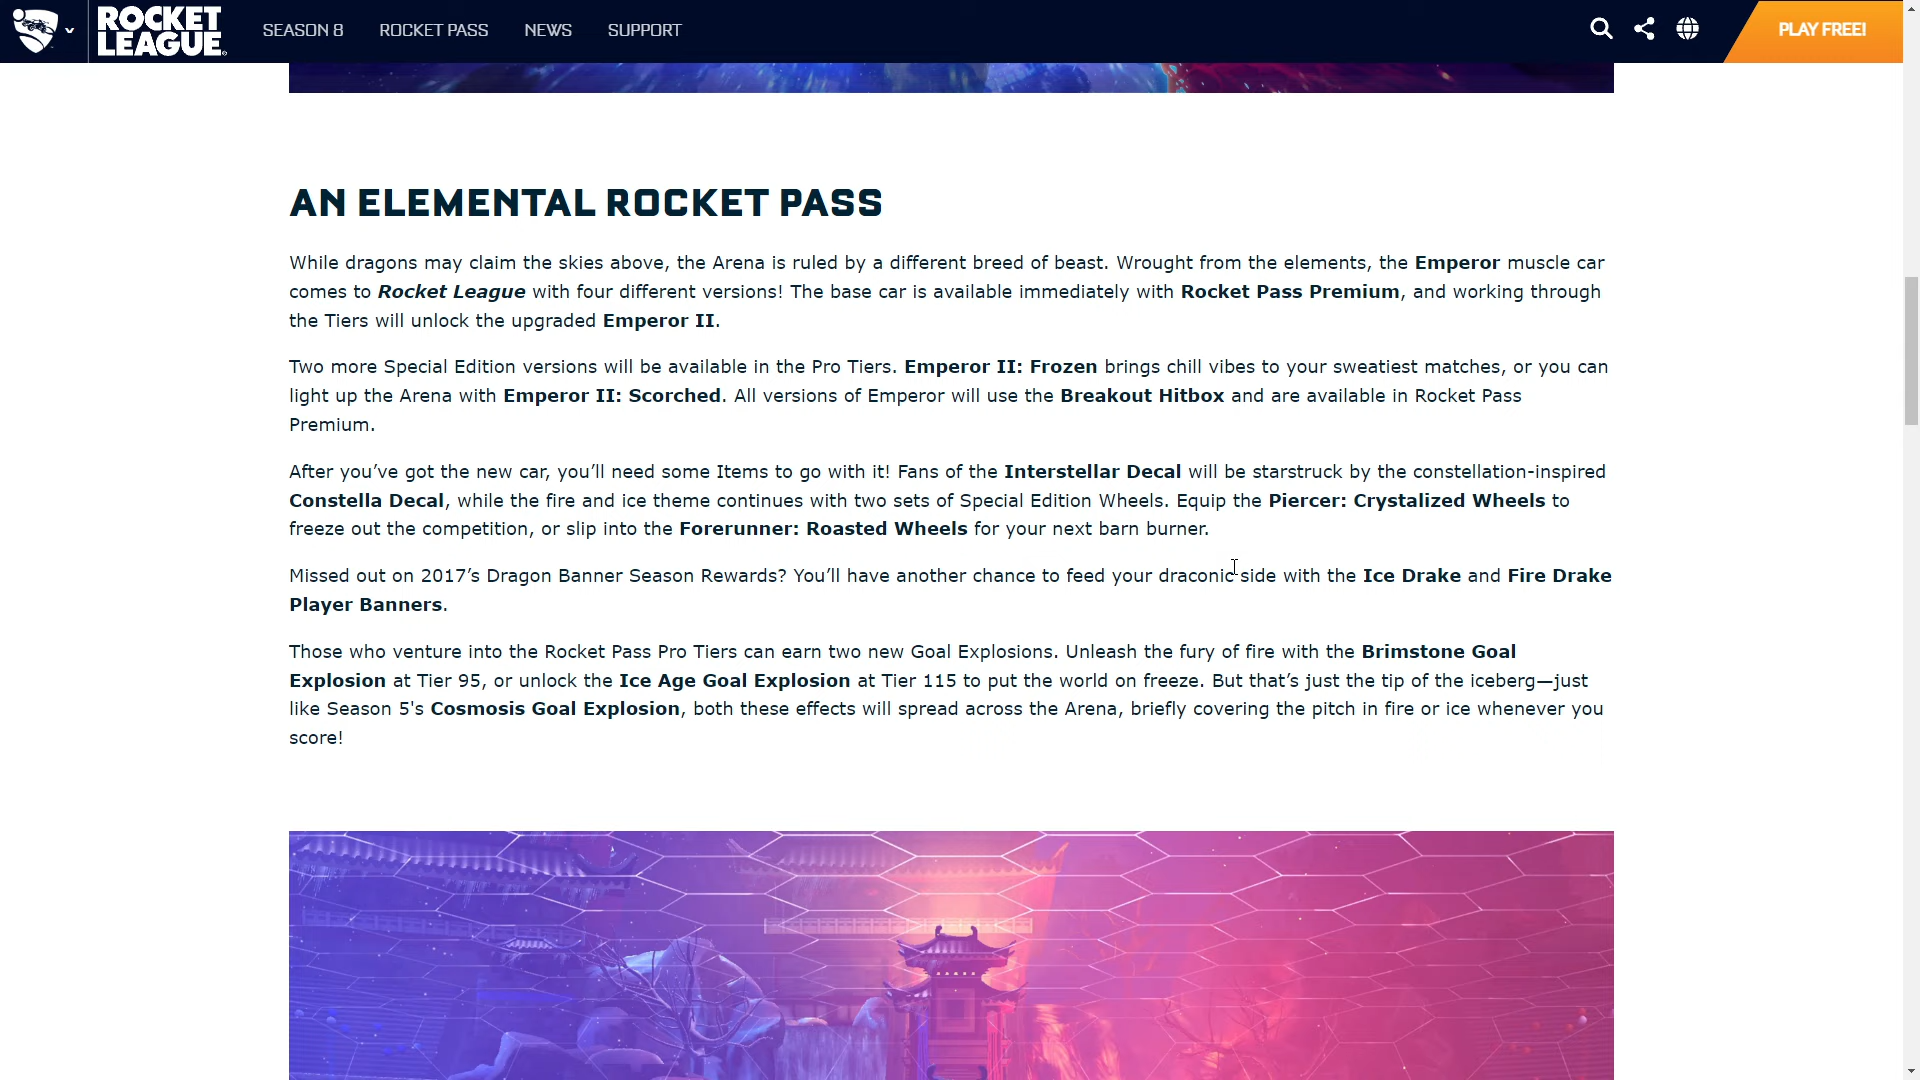 ROCKET LEAGUE
SEASON 8
ROCKET PASS
NEWS
SUPPORT
PLAY FREE!
AN ELEMENTAL ROCKET PASS
While dragons may claim the skies above, the Arena is ruled by a different breed of beast. Wrought from the elements, the Emperor muscle car
comes to Rocket League with four different versions! The base car is available immediately with Rocket Pass Premium, and working through
the Tiers will unlock the upgraded Emperor II.
Two more Special Edition versions will be available in the Pro Tiers. Emperor II: Frozen brings chill vibes to your sweatiest matches, or you can
light up the Arena with Emperor II: Scorched. All versions of Emperor will use the Breakout Hitbox and are available in Rocket Pass
Premium.
After you’ve got the new car, you’ll need some Items to go with it! Fans of the Interstellar Decal will be starstruck by the constellation-inspired
Constella Decal, while the fire and ice theme continues with two sets of Special Edition Wheels. Equip the Piercer: Crystalized Wheels to
freeze out the competition, or slip into the Forerunner: Roasted Wheels for your next barn burner.
Missed out on 2017’s Dragon Banner Season Rewards? You’ll have another chance to feed your draconic side with the Ice Drake and Fire Drake
Player Banners.
Those who venture into the Rocket Pass Pro Tiers can earn two new Goal Explosions. Unleash the fury of fire with the Brimstone Goal
Explosion at Tier 95, or unlock the Ice Age Goal Explosion at Tier 115 to put the world on freeze. But that’s just the tip of the iceberg—just
like Season 5's Cosmosis Goal Explosion, both these effects will spread across the Arena, briefly covering the pitch in fire or ice whenever you
score!